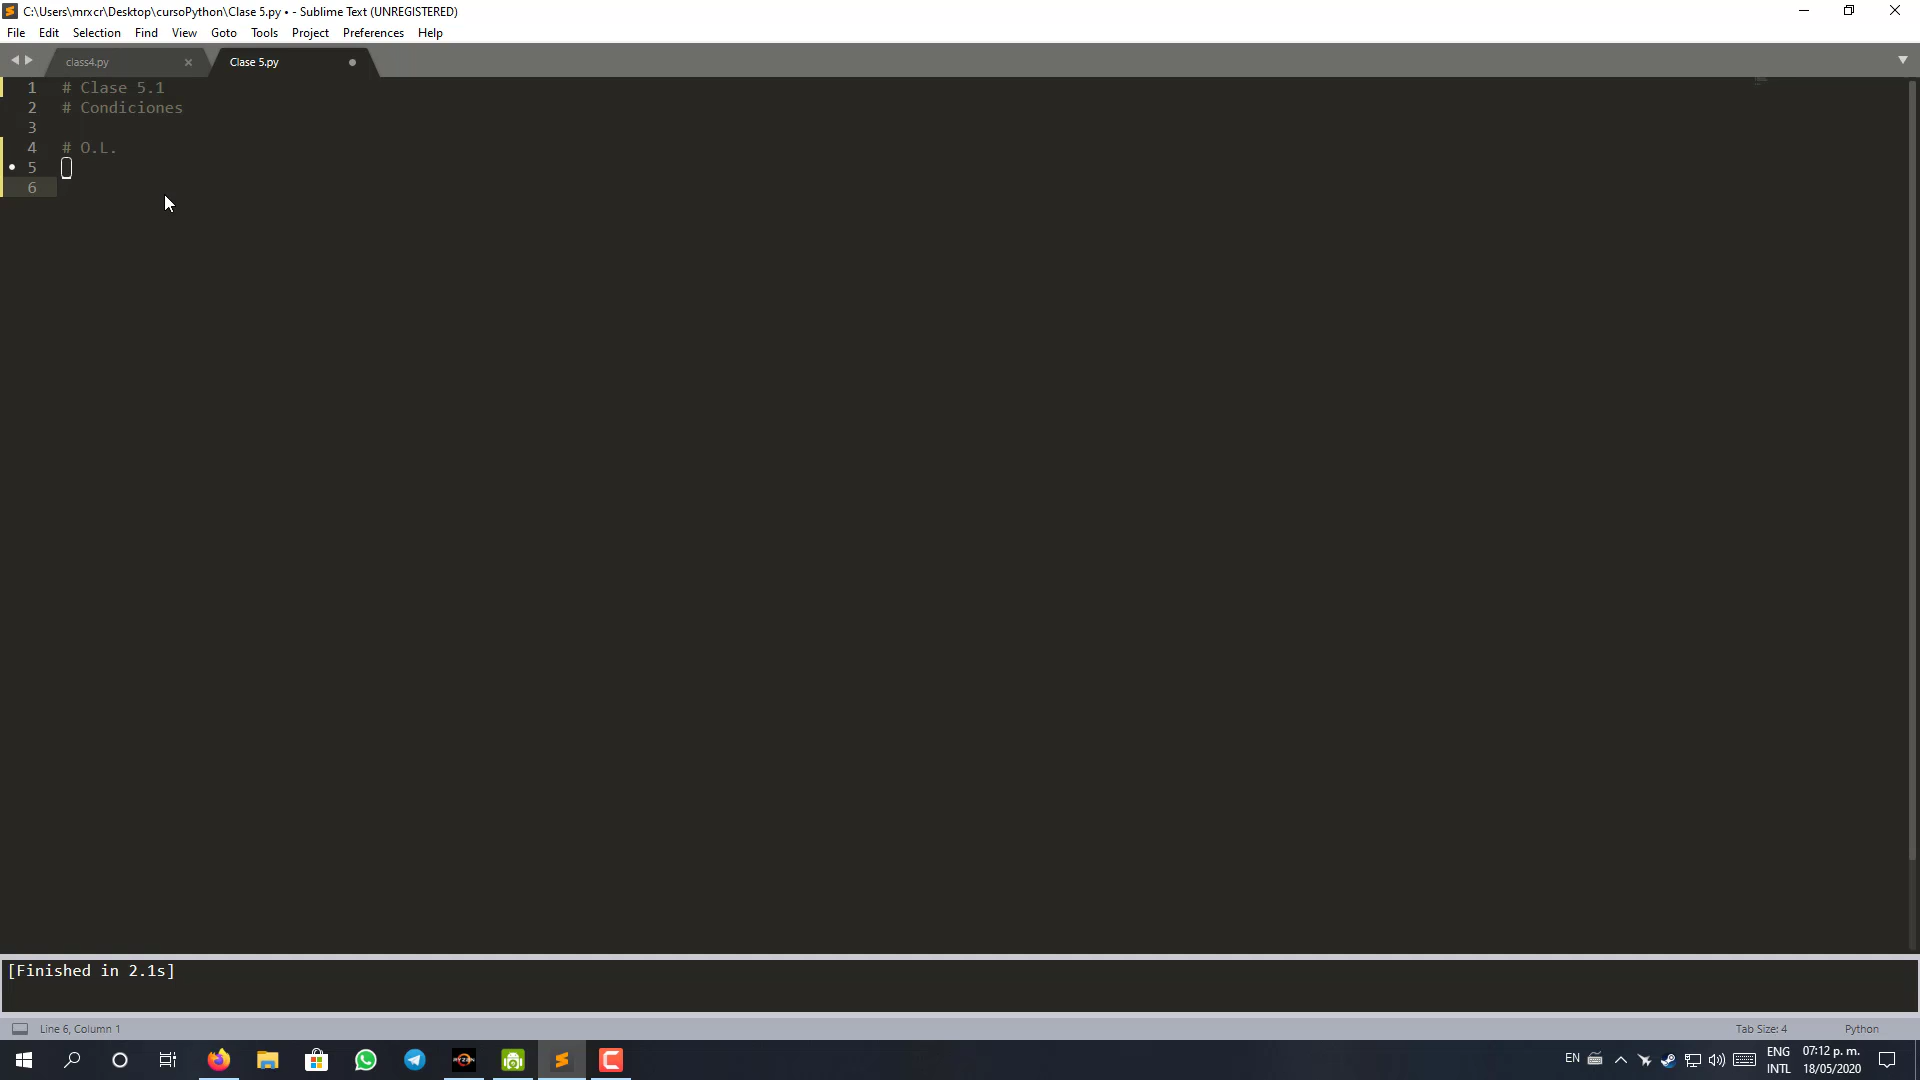 C:\Users\mrxcr\Desktop\cursoPython\Clase 5.py • - Sublime Text (UNREGISTERED)
File Edit Selection Find View Goto Tools Project Preferences Help
class4.py Clase 5.py
1 # Clase 5.1
2 # Condiciones
3
4 # O.L.
5
6
[Finished in 2.1s]
Line 6, Column 1 Tab Size: 4 Python
RYZEN EN ENG 07:12 p. m.
INTL 18/05/2020